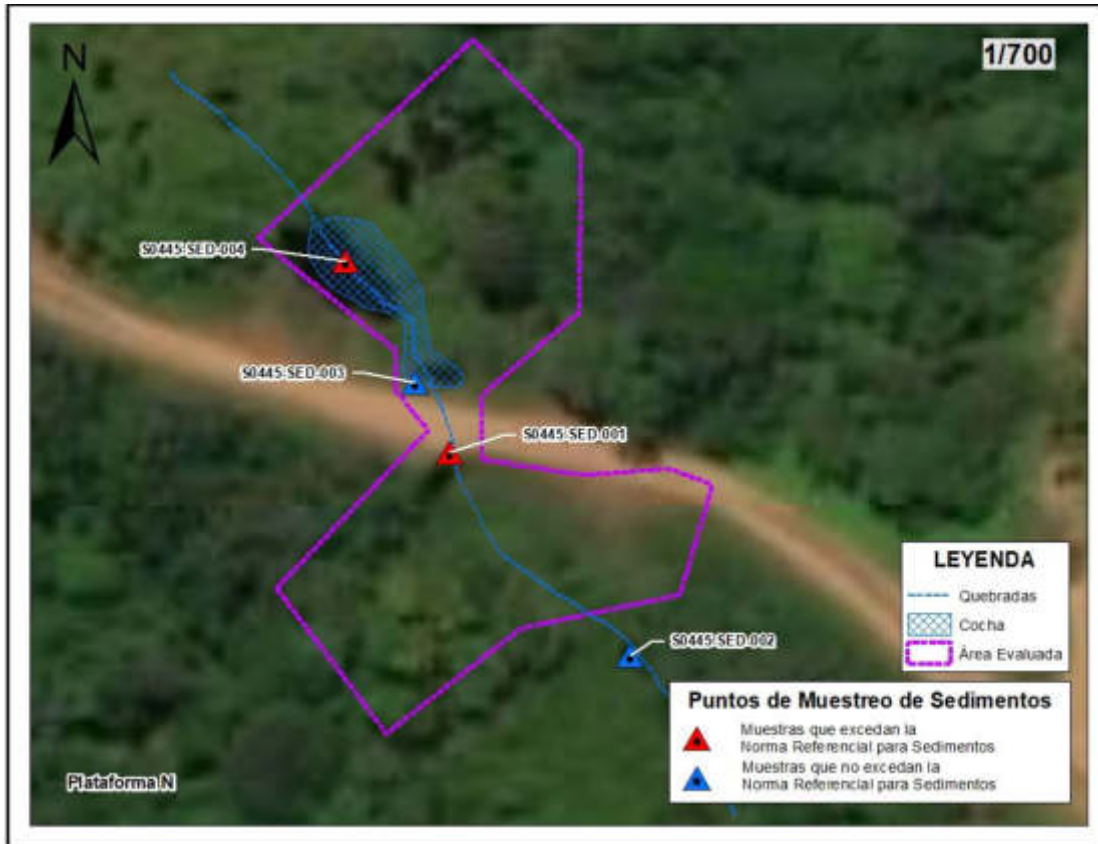 1/700
N
S0445-SED-004
S0445-SED-003
S0445-SED-001
S0445-SED-002
LEYENDA
Quebradas
Cocha
Área Evaluada
Puntos de Muestreo de Sedimentos
Muestras que excedan la
Norma Referencial para Sedimentos
Muestras que no excedan la
Norma Referencial para Sedimentos
Plataforma N